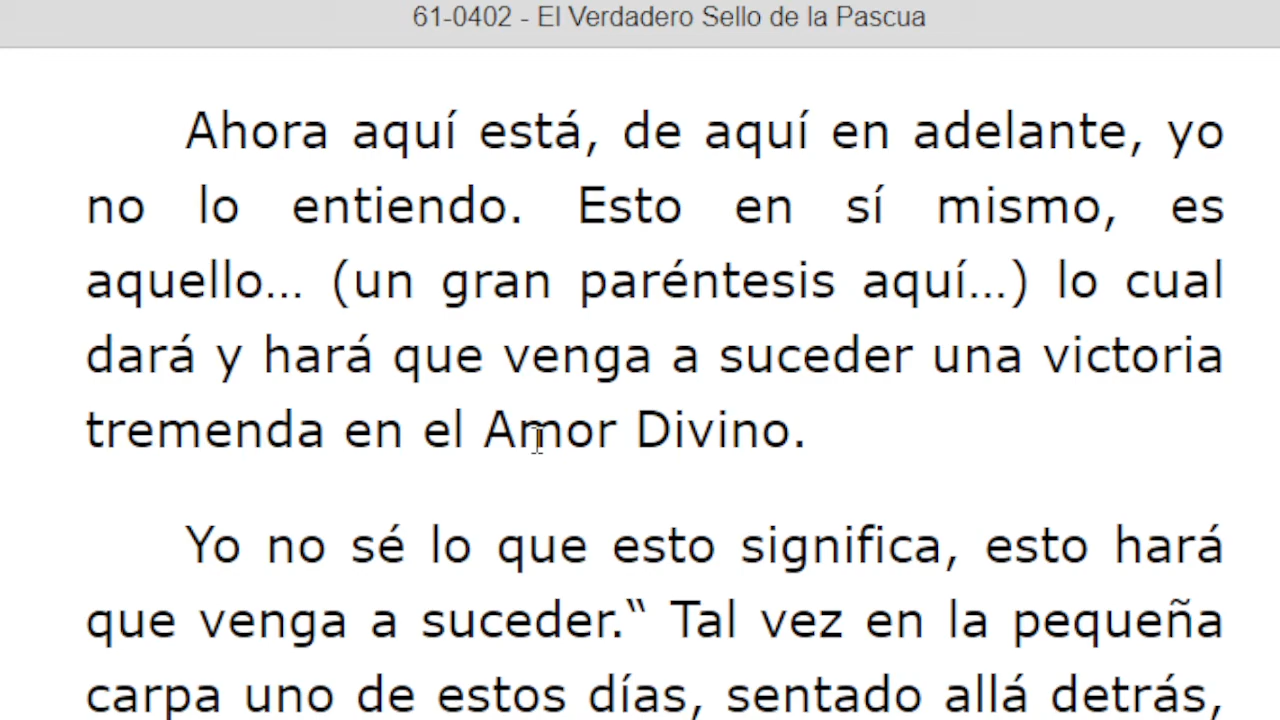 61-0402 - El Verdadero Sello de la Pascua
Ahora aquí está, de aquí en adelante, yo
no lo entiendo. Esto en sí mismo, es
aquello... (un gran paréntesis aquí...) lo cual
dará y hará que venga a suceder una victoria
tremenda en el Amor Divino.
Yo no sé lo que esto significa, esto hará
que venga a suceder.‟ Tal vez en la pequeña
carpa uno de estos días, sentado allá detrás,